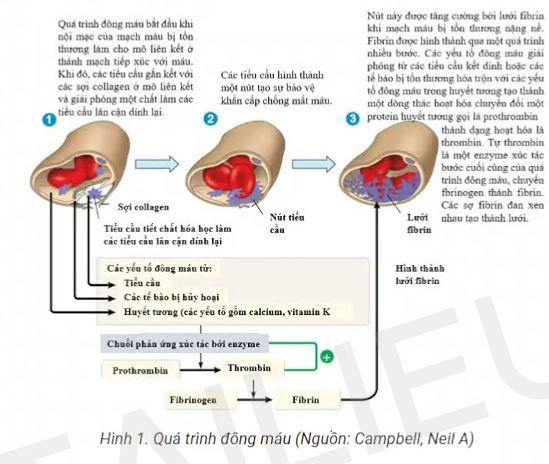 Quá trình đông máu bắt đầu khi
nội mạc của mạch máu bị tổn
thương làm cho mô liên kết ở
thành mạch tiếp xúc với máu.
Khi đó, các tiểu cầu gắn kết với
các sợi collagen ở mô liên kết
và giải phóng một chất làm các
tiểu cầu lân cận dính lại.
1
Các tiểu cầu hình thành
một nút tạo sự bảo vệ
khẩn cấp chống mất máu.
2
Nút này được tăng cường bởi lưới fibrin
khi mạch máu bị tổn thương nặng nề.
Fibrin được hình thành qua một quá trình
nhiều bước. Các yếu tố đông máu giải
phóng từ các tiểu cầu kết dính hoặc các
tế bào bị tổn thương hòa trộn với các yếu
tố đông máu trong huyết tương tạo thành
một dòng thác hoạt hóa chuyển đổi một
protein huyết tương gọi là prothrombin
3
thành dạng hoạt hóa là
thrombin. Tự thrombin
là một enzyme xúc tác
bước cuối cùng của quá
trình đông máu, chuyển
fbrinogen thành fibrin.
Các sợ fibrin đan xen
nhau tạo thành lưới.
Sợi collagen
Tiểu cầu tiết chất hóa học làm
các tiểu cầu lân cận dính lại
Nút tiểu
cầu
Lưới
fibrin
Hình thành
lưới fibrin
Các yếu tố đông máu từ:
Tiểu cầu
Các tế bào bị hủy hoại
Huyết tương (các yếu tố gồm calcium, vitamin K
Chuỗi phản ứng xúc tác bởi enzyme
+
Prothrombin
Thrombin
Fibrinogen
Fibrin
TAILIEU
Hình 1. Quá trình đông máu (Nguồn: Campbell, Neil A)